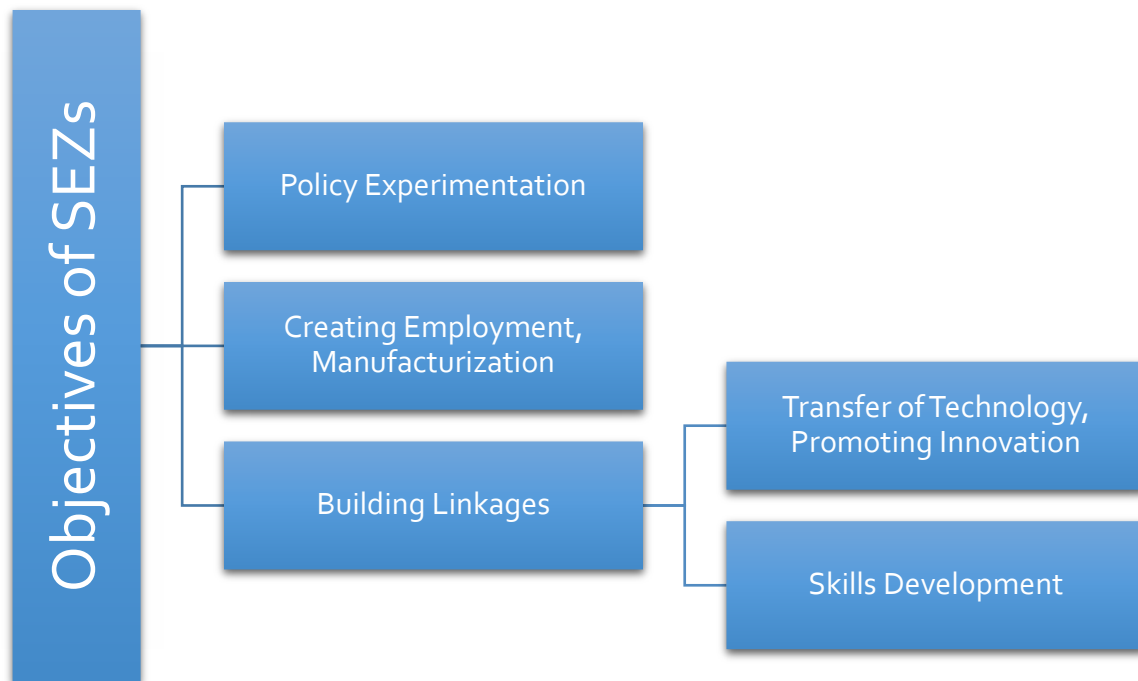 Objectives of SEZs
Policy Experimentation
Creating Employment,
Manufacturization
Building Linkages
Transfer of Technology,
Promoting Innovation
Skills Development